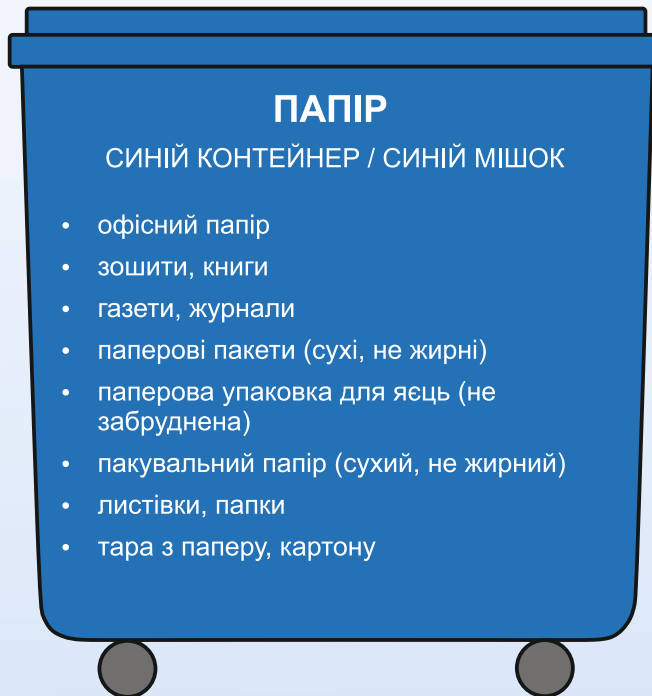 ПАПІР
СИНІЙ КОНТЕЙНЕР / СИНІЙ МІШОК
• офісний папір
• зошити, книги
• газети, журнали
• паперові пакети (сухі, не жирні)
• паперова упаковка для яєць (не
забруднена)
• пакувальний папір (сухий, не жирний)
• листівки, папки
• тара з паперу, картону